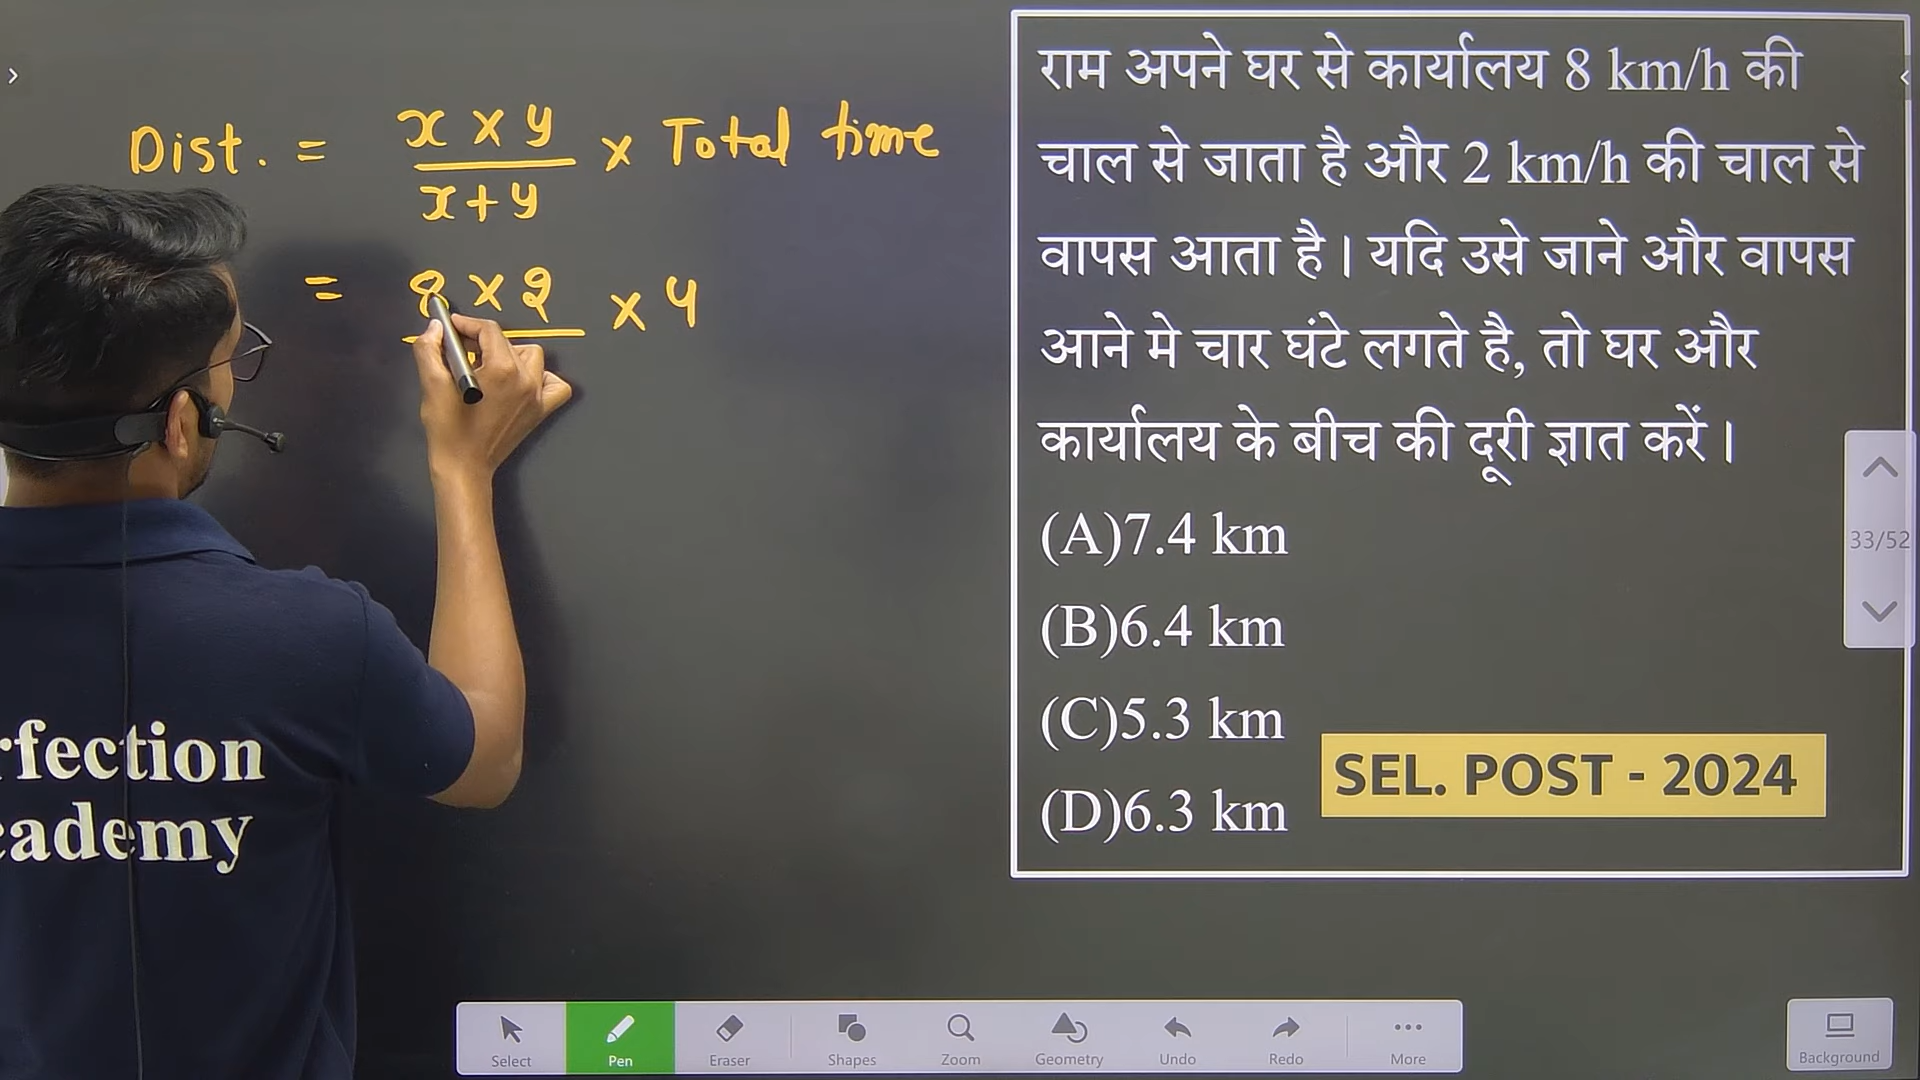 Dist. = x × y / x + y × Total time
= 8 × 2 × 4
राम अपने घर से कार्यालय 8 km/h की
चाल से जाता है और 2 km/h की चाल से
वापस आता है। यदि उसे जाने और वापस
आने मे चार घंटे लगते है, तो घर और
कार्यालय के बीच की दूरी ज्ञात करें।
(A)7.4 km
(B)6.4 km
(C)5.3 km
(D)6.3 km
SEL. POST - 2024
33/52
rfection
cademy
Select Pen Eraser Shapes Zoom Geometry Undo Redo More
Background